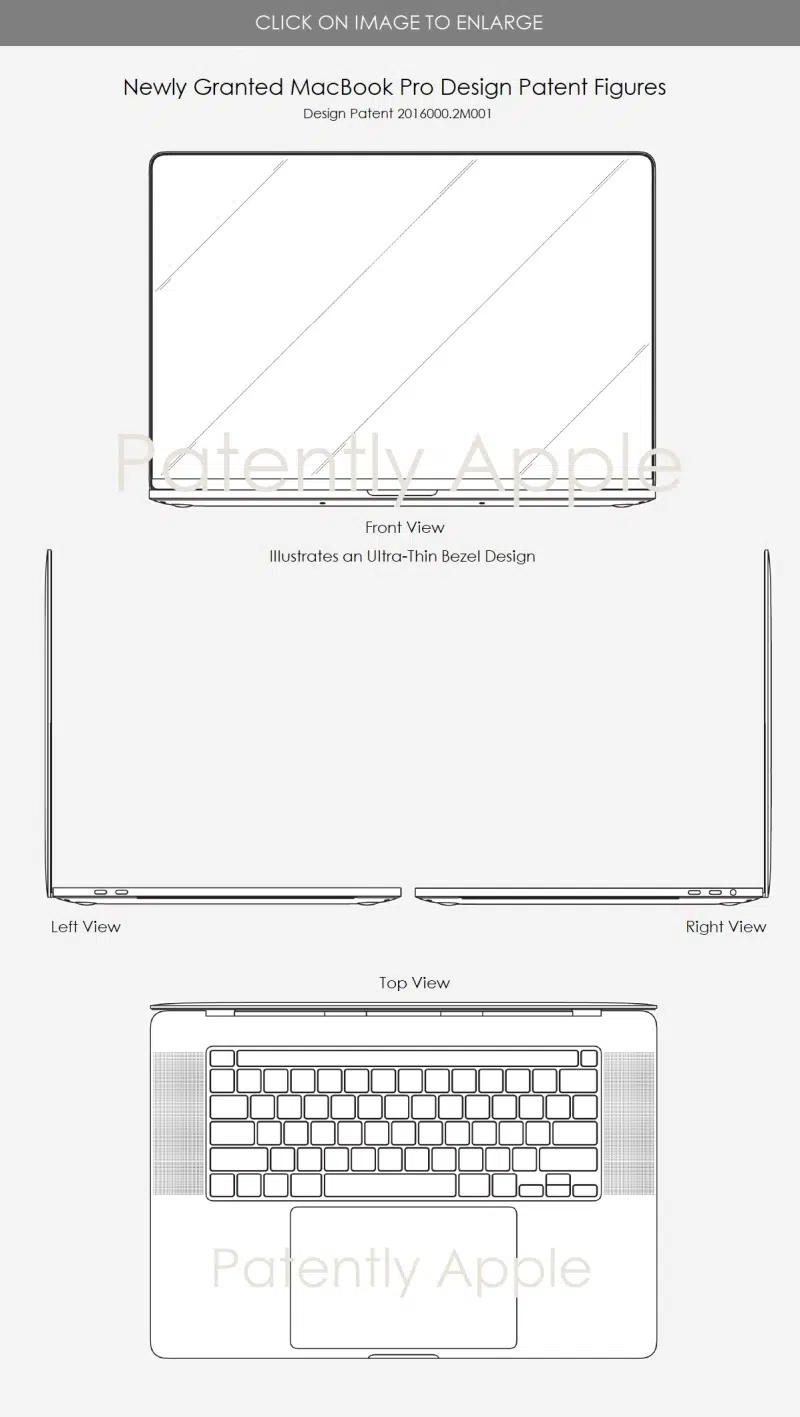 CLICK ON IMAGE TO ENLARGE
Newly Granted MacBook Pro Design Patent Figures
Design Patent 2016000.2M001
Patently Apple
Front View
Illustrates an Ultra-Thin Bezel Design
Left View
Right View
Top View
Patently Apple